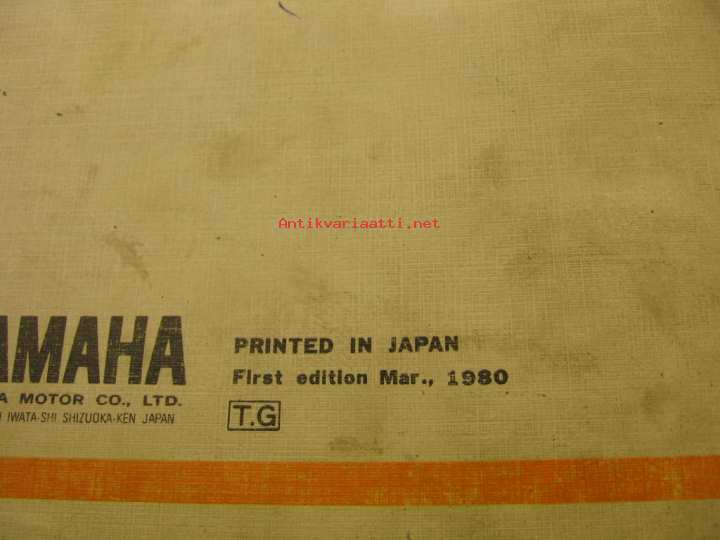 Antikvariaatti.net
AMAHA
A MOTOR CO., LTD.
IWATA-SHI SHIZUOKA-KEN JAPAN
PRINTED IN JAPAN
First edition Mar., 1980
T.G